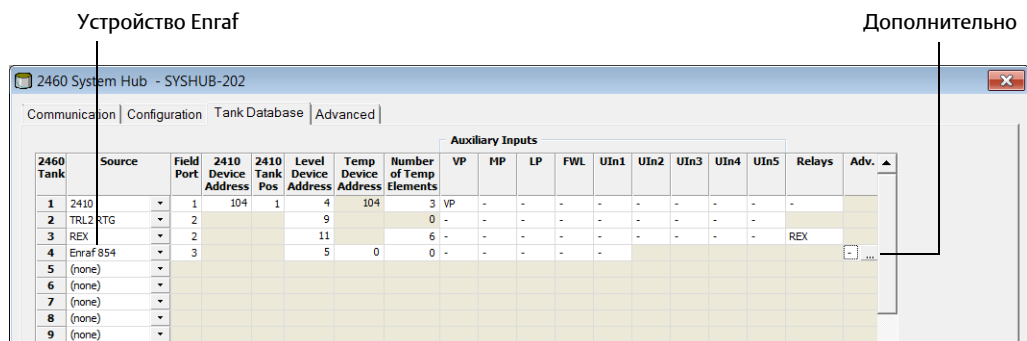 Устройство Enraf Дополнительно
2460 System Hub - SYSHUB-202
Communication Configuration Tank Database Advanced
Auxiliary Inputs
2460 Tank Source Field Port 2410 Device Address 2410 Tank Pos Level Device Address Temp Device Address Number of Temp Elements VP MP LP FWL UIn1 UIn2 UIn3 UIn4 UIn5 Relays Adv.
1 2410 1 104 1 4 104 3 VP - - - - - - - - -
2 TRL2 RTG 2 9 0 - - - - - - - - -
3 REX 2 11 6 - - - - - - - - - REX
4 Enraf 854 3 5 0 0 - - - - - - ...
5 (none)
6 (none)
7 (none)
8 (none)
9 (none)